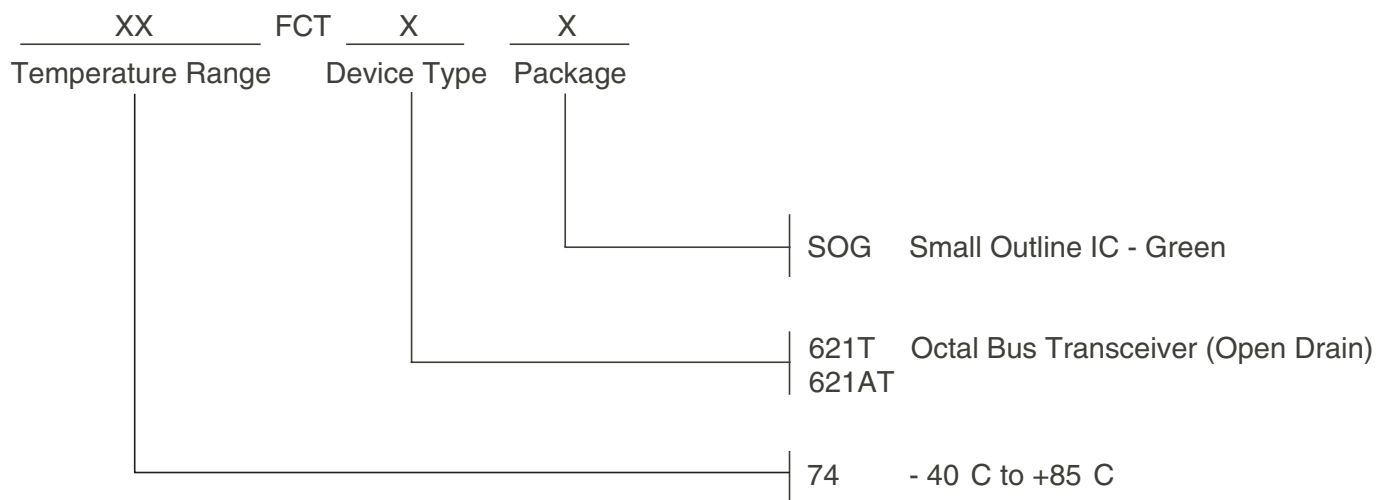 XX FCT X X
Temperature Range Device Type Package
SOG Small Outline IC - Green
621T Octal Bus Transceiver (Open Drain)
621AT
74 - 40 C to +85 C